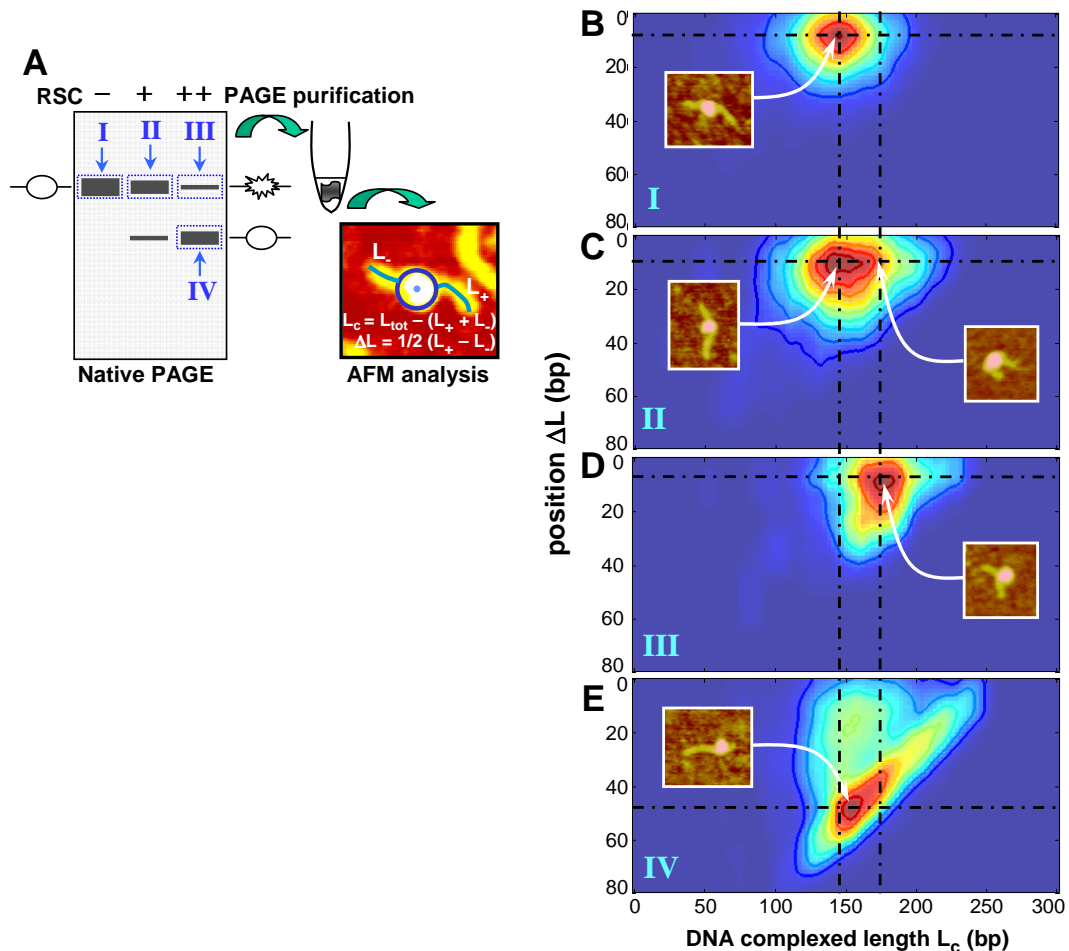 A
RSC − + ++ PAGE purification
I II III
IV
L-
L+
Lc = Ltot − (L+ + L-)
ΔL = 1/2 (L+ − L-)
Native PAGE
AFM analysis
B
0
20
40
60
80
I
C
0
20
40
60
80
II
D
0
20
40
60
80
III
E
0
20
40
60
80
IV
position ΔL (bp)
0 50 100 150 200 250 300
DNA complexed length Lc (bp)